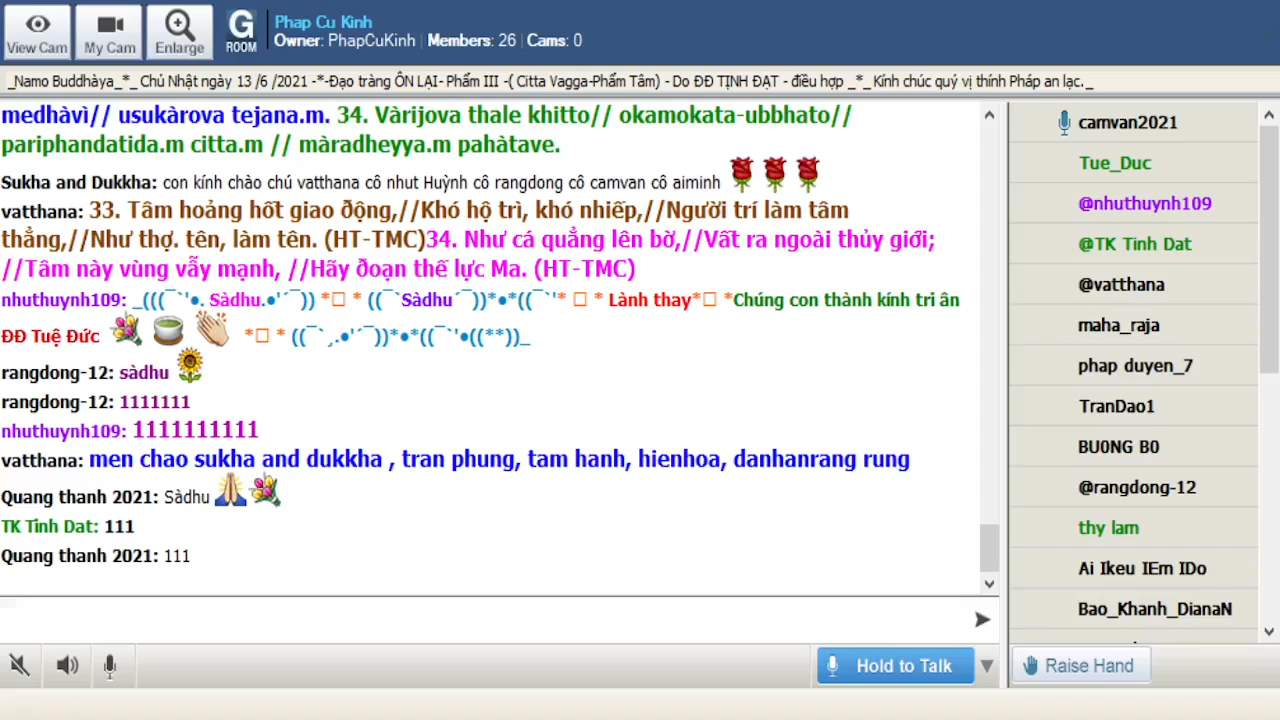 View Cam
My Cam
Enlarge
G
ROOM
Phap Cu Kinh
Owner: PhapCuKinh | Members: 26 | Cams: 0
_Namo Buddhàya_*_ Chủ Nhật ngày 13 /6 /2021 -*-Đạo tràng ÔN LẠI- Phẩm III -( Citta Vagga-Phẩm Tâm) - Do ĐĐ TỊNH ĐẠT - điều hợp _*_ Kính chúc quý vị thính Pháp an lạc._
medhàvì// usukàrova tejana.m. 34. Vàrijova thale khitto// okamokata-ubbhato//
pariphandatida.m citta.m // màradheyya.m pahàtave.
Sukha and Dukkha: con kính chào chú vatthana cô nhut Huỳnh cô rangdong cô camvan cô aiminh
vatthana: 33. Tâm hoảng hốt giao động,//Khó hộ trì, khó nhiếp,//Người trí làm tâm
thẳng,//Như thợ. tên, làm tên. (HT-TMC)34. Như cá quẳng lên bờ,//Vất ra ngoài thủy giới;
//Tâm này vùng vẫy mạnh, //Hãy đoạn thế lực Ma. (HT-TMC)
nhuthuynh109: _(((¯`'●. Sàdhu.●'´¯)) *□ * ((¯`Sàdhu´¯))*●*((¯`'* □ * Lành thay*□ *Chúng con thành kính tri ân
ĐĐ Tuệ Đức *□ * ((¯`¸.●'´¯))*●*((¯`'●((**))_
rangdong-12: sàdhu
rangdong-12: 1111111
nhuthuynh109: 1111111111
vatthana: men chao sukha and dukkha , tran phung, tam hanh, hienhoa, danhanrang rung
Quang thanh 2021: Sàdhu
TK Tinh Dat: 111
Quang thanh 2021: 111
Hold to Talk
camvan2021
Tue_Duc
@nhuthuynh109
@TK Tinh Dat
@vatthana
maha_raja
phap duyen_7
TranDao1
BU0NG B0
@rangdong-12
thy lam
Ai Ikeu IEm IDo
Bao_Khanh_DianaN
Raise Hand